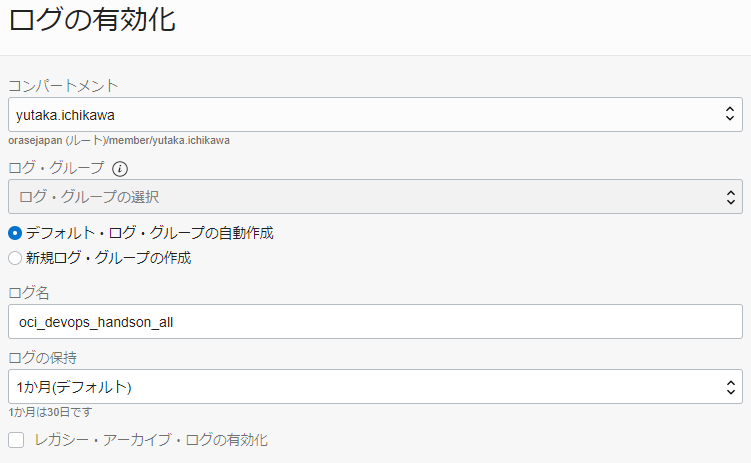 ログの有効化
コンパートメント
yutaka.ichikawa
orasejapan (ルート)/member/yutaka.ichikawa
ログ・グループ
ログ・グループの選択
デフォルト・ログ・グループの自動作成
新規ログ・グループの作成
ログ名
oci_devops_handson_all
ログの保持
1か月(デフォルト)
1か月は30日です
レガシー・アーカイブ・ログの有効化